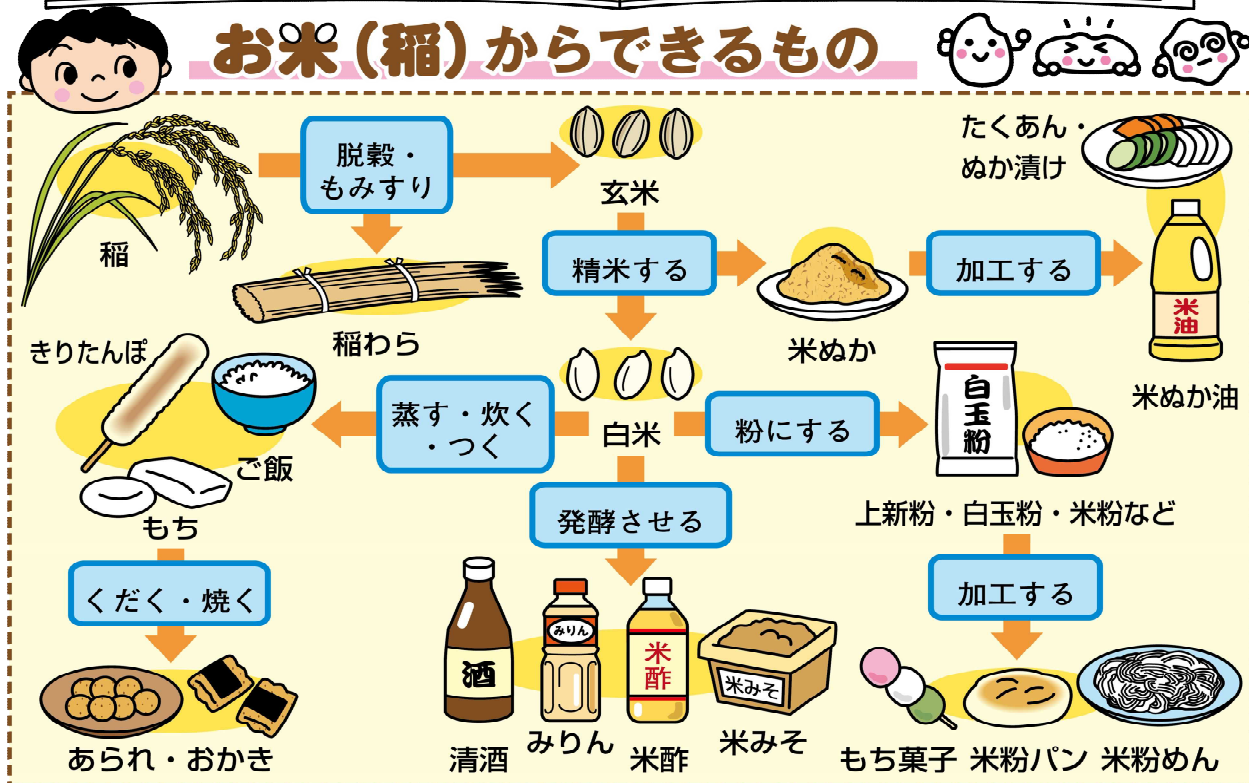 お米(稲)からできるもの
稲
脱穀・
もみすり
玄米
稲わら
精米する
米ぬか
加工する
たくあん・
ぬか漬け
米油
米ぬか油
白米
蒸す・炊く
・つく
きりたんぽ
ご飯
もち
くだく・焼く
あられ・おかき
発酵させる
酒
清酒
みりん
みりん
米酢
米酢
米みそ
米みそ
粉にする
白玉粉
上新粉・白玉粉・米粉など
加工する
もち菓子
米粉パン
米粉めん